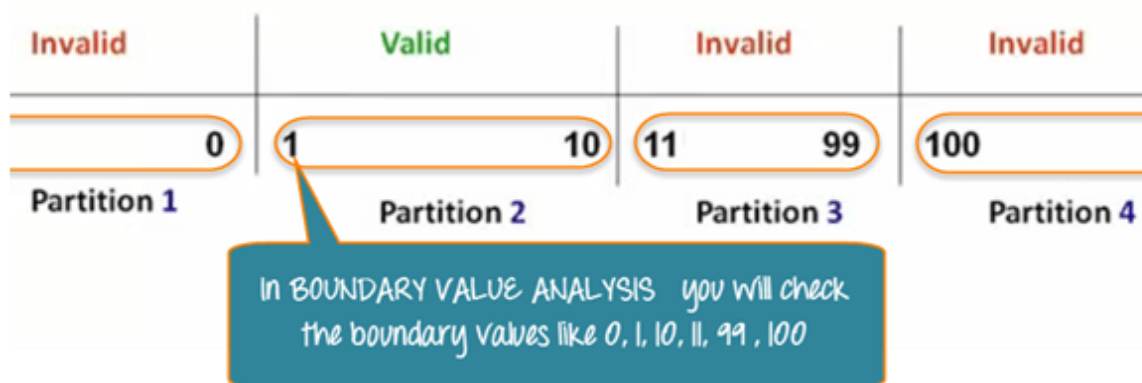 Invalid Valid Invalid Invalid
0 1 10 11 99 100
Partition 1 Partition 2 Partition 3 Partition 4
In BOUNDARY VALUE ANALYSIS you will check
the boundary values like 0, 1, 10, 11, 99 , 100